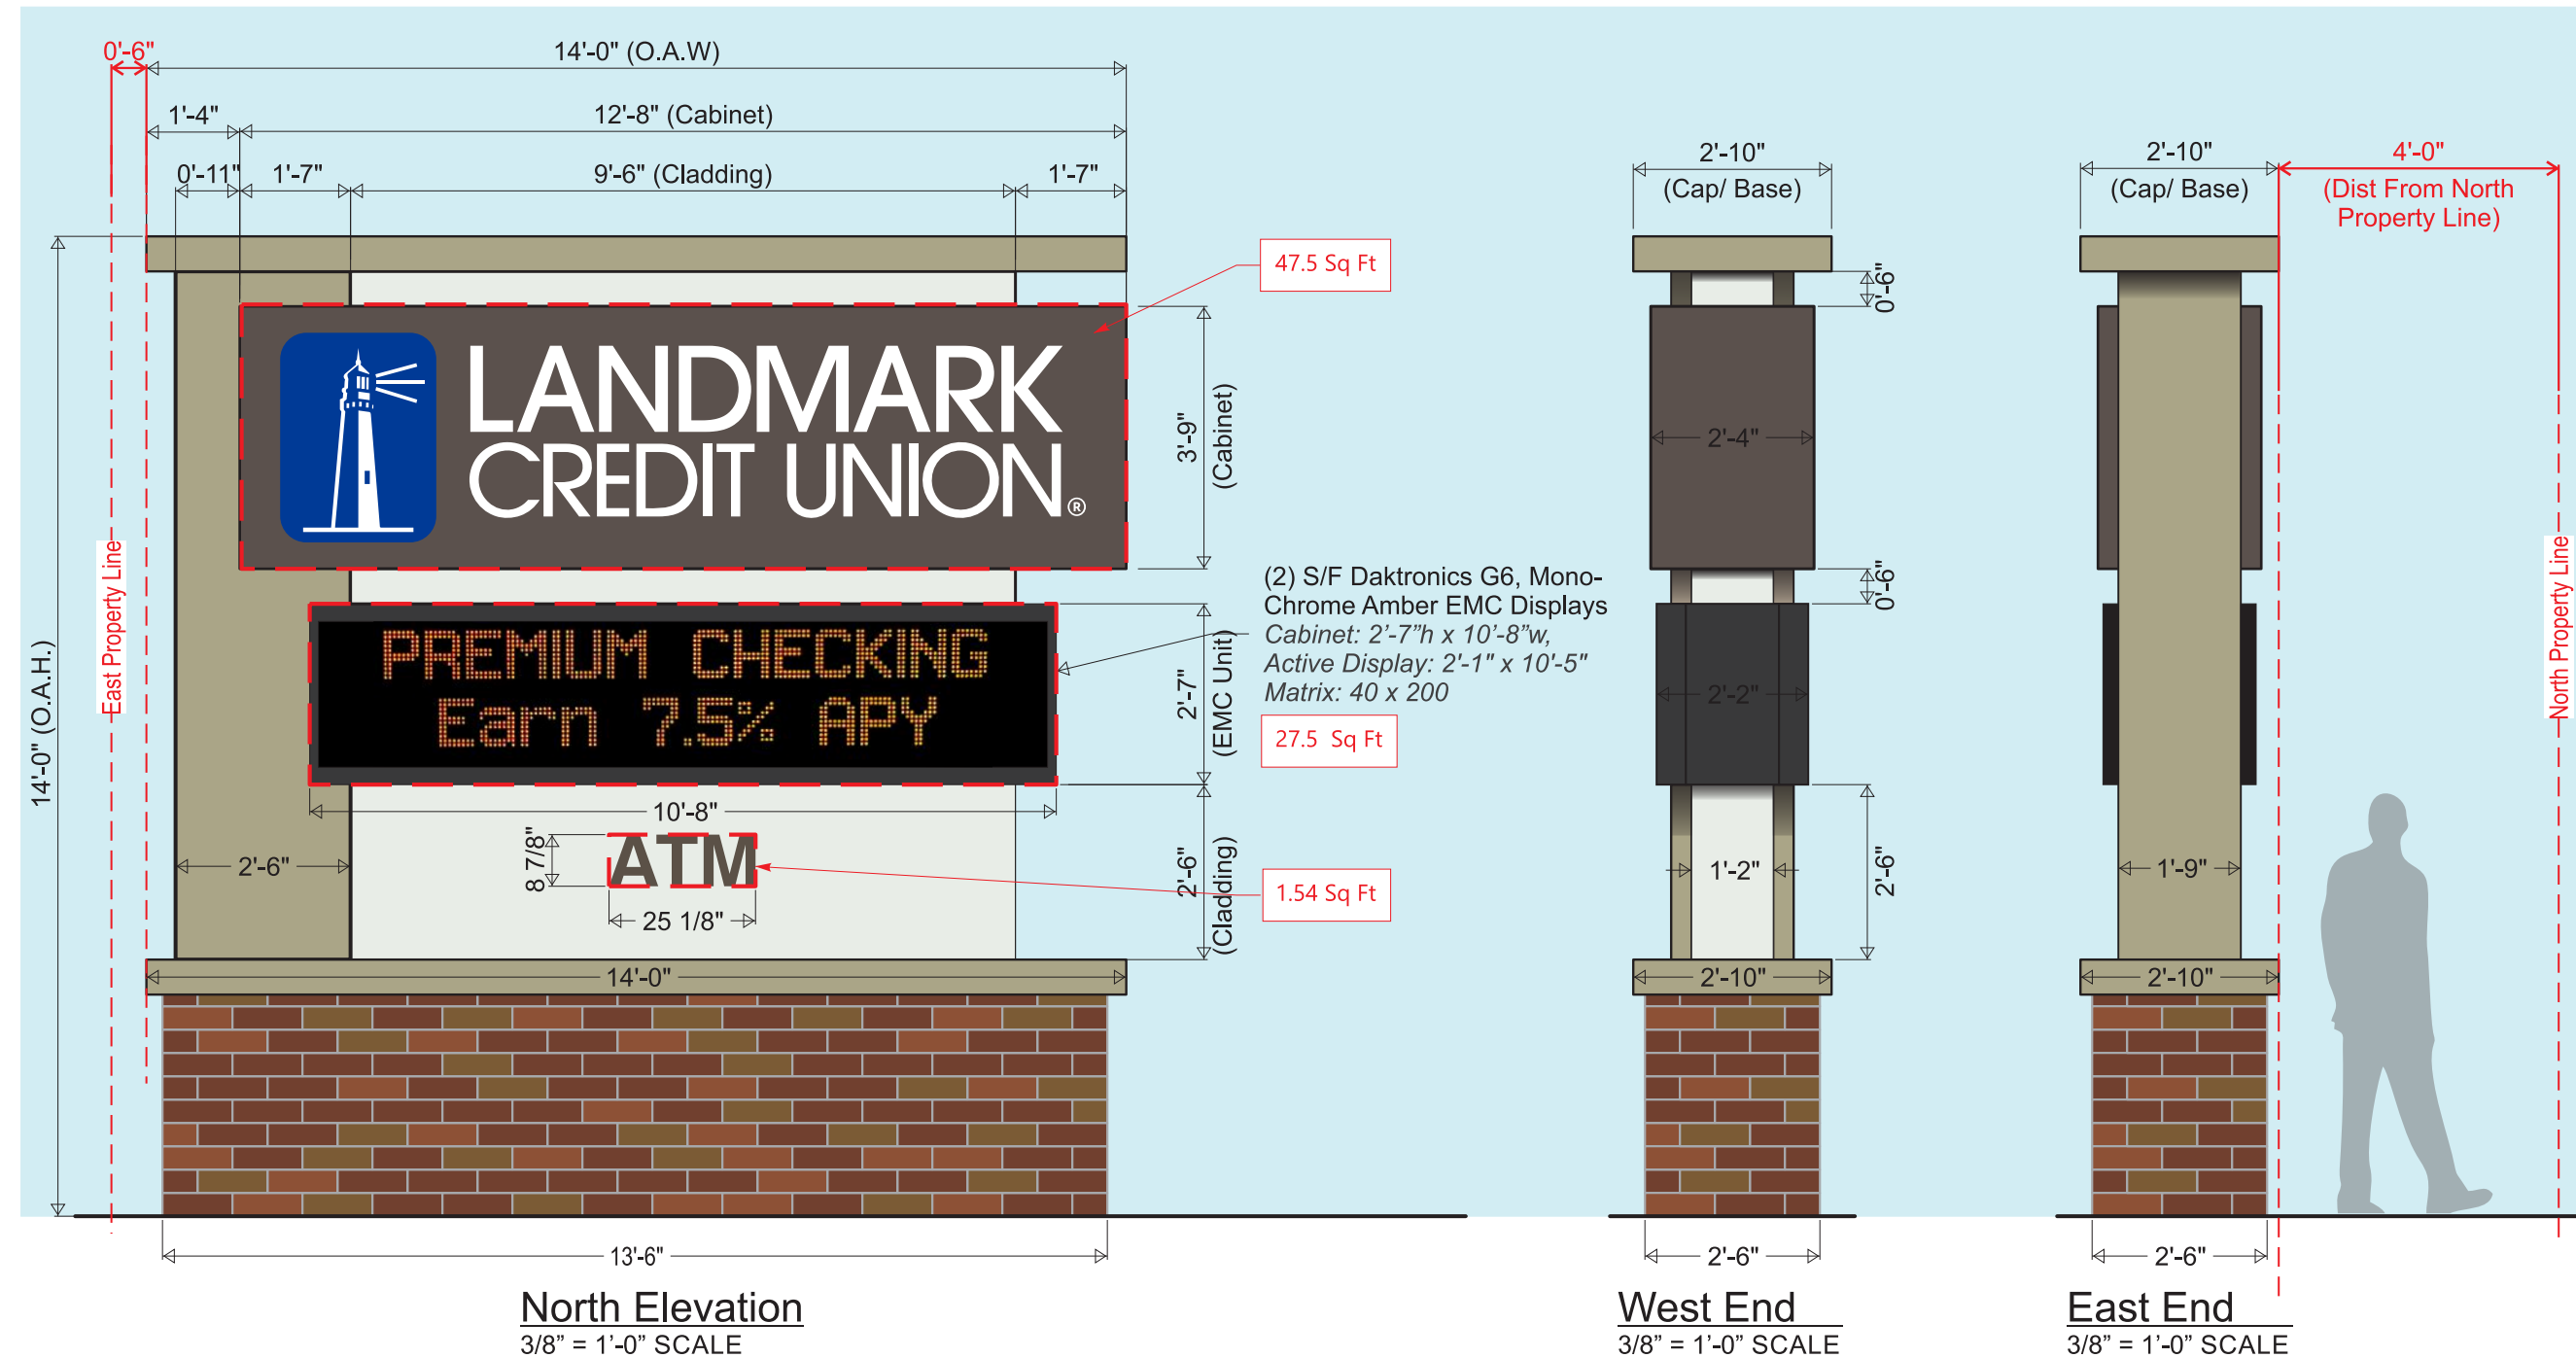 0'-6"
14'-0" (O.A.W)
1'-4"
12'-8" (Cabinet)
0'-11"
1'-7"
9'-6" (Cladding)
1'-7"
47.5 Sq Ft
LANDMARK
CREDIT UNION®
3'-9"
(Cabinet)
East Property Line
14'-0" (O.A.H.)
PREMIUM CHECKING
Earn 7.5% APY
2'-7"
(EMC Unit)
(2) S/F Daktronics G6, Mono-
Chrome Amber EMC Displays
Cabinet: 2'-7”h x 10’-8”w,
Active Display: 2'-1" x 10'-5"
Matrix: 40 x 200
27.5 Sq Ft
10'-8"
8 7/8"
ATM
25 1/8"
2'-6"
2'-6"
(Cladding)
1.54 Sq Ft
14'-0"
13'-6"
North Elevation
3/8” = 1’-0” SCALE
2'-10"
(Cap/ Base)
0'-6"
2'-4"
0'-6"
2'-2"
1'-2"
2'-6"
2'-10"
2'-6"
West End
3/8” = 1’-0” SCALE
2'-10"
(Cap/ Base)
4'-0"
(Dist From North
Property Line)
North Property Line
1'-9"
2'-10"
2'-6"
East End
3/8” = 1’-0” SCALE